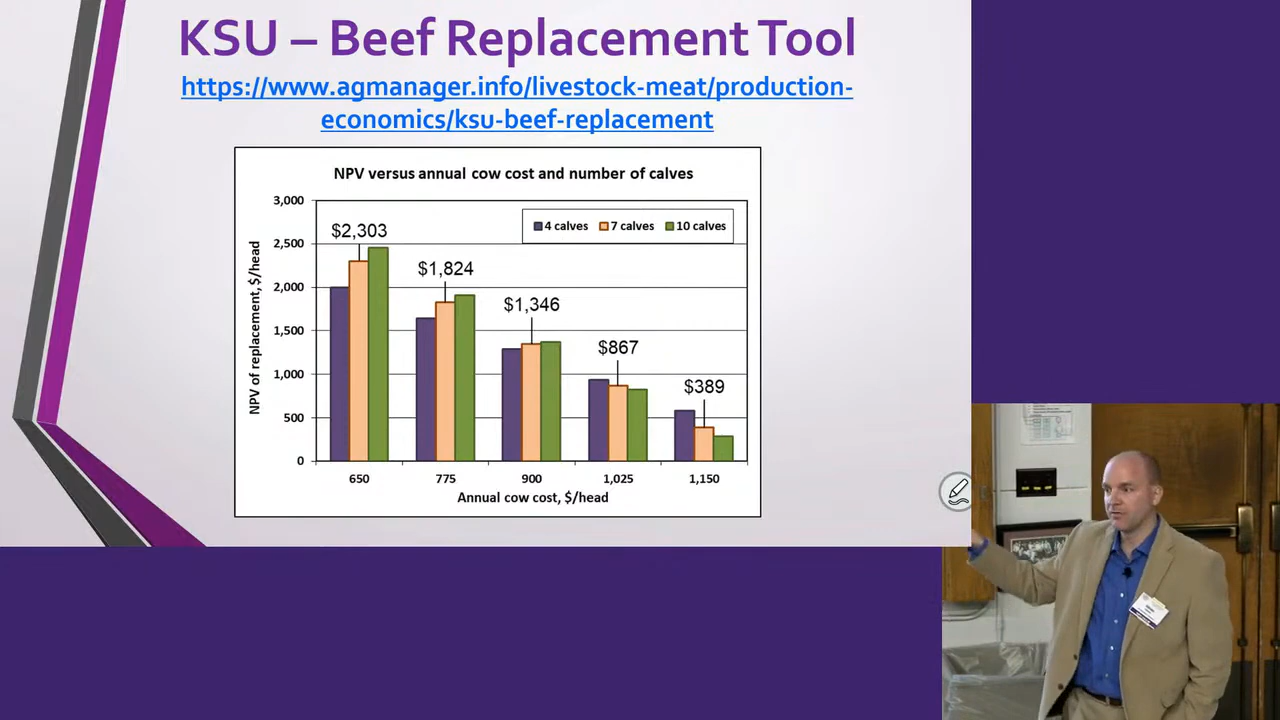 KSU – Beef Replacement Tool
https://www.agmanager.info/livestock-meat/production-
economics/ksu-beef-replacement
NPV versus annual cow cost and number of calves
NPV of replacement, $/head
3,000
2,500
2,000
1,500
1,000
500
0
4 calves 7 calves 10 calves
$2,303
$1,824
$1,346
$867
$389
650 775 900 1,025 1,150
Annual cow cost, $/head